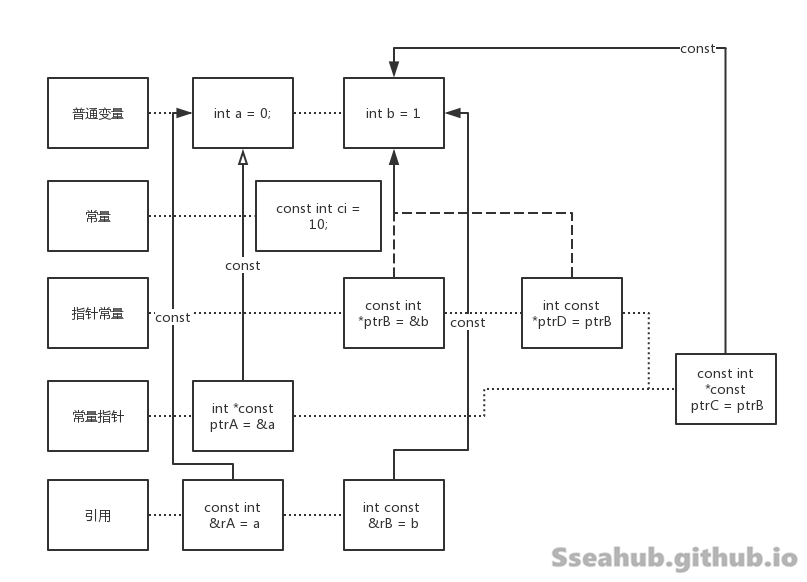 const
普通变量
int a = 0;
int b = 1
常量
const int ci =
10;
const
指针常量
const
const int
*ptrB = &b
const
int const
*ptrD = ptrB
const int
*const
ptrC = ptrB
常量指针
int *const
ptrA = &a
引用
const int
&rA = a
int const
&rB = b
Sseahub.github.io